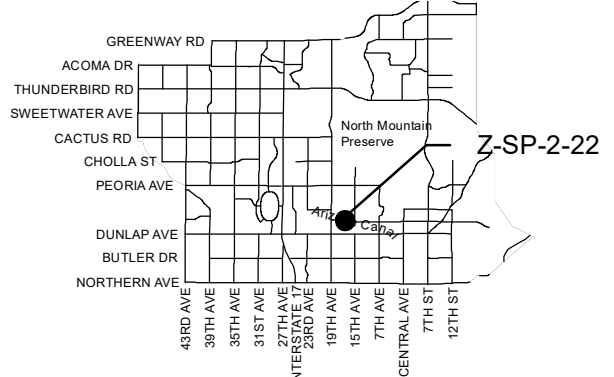 GREENWAY RD
ACOMA DR
THUNDERBIRD RD
SWEETWATER AVE
CACTUS RD
CHOLLA ST
PEORIA AVE
DUNLAP AVE
BUTLER DR
NORTHERN AVE
North Mountain
Preserve
Z-SP-2-22
Canal
43RD AVE
39TH AVE
35TH AVE
31ST AVE
27TH AVE
NTERSTATE 17
23RD AVE
19TH AVE
15TH AVE
7TH AVE
CENTRAL AVE
7TH ST
12TH ST